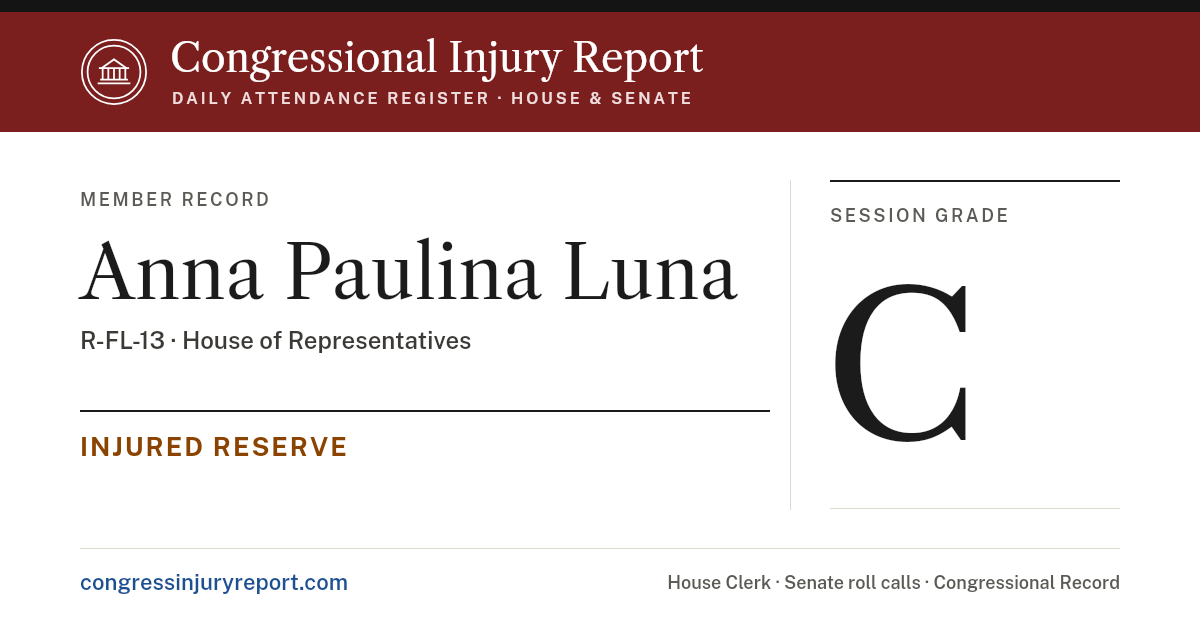 Congressional Injury Report
DAILY ATTENDANCE REGISTER · HOUSE & SENATE
MEMBER RECORD
Anna Paulina Luna
R-FL-13 · House of Representatives
INJURED RESERVE
SESSION GRADE
C
congressinjuryreport.com
House Clerk · Senate roll calls · Congressional Record